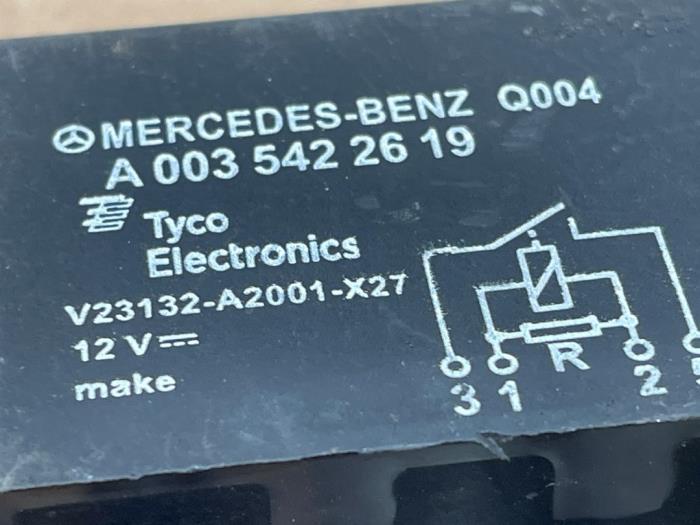 MERCEDES-BENZ Q004
A 003 542 26 19
Tyco
Electronics
V23132-A2001-X27
12 V
make
R
3 1 2